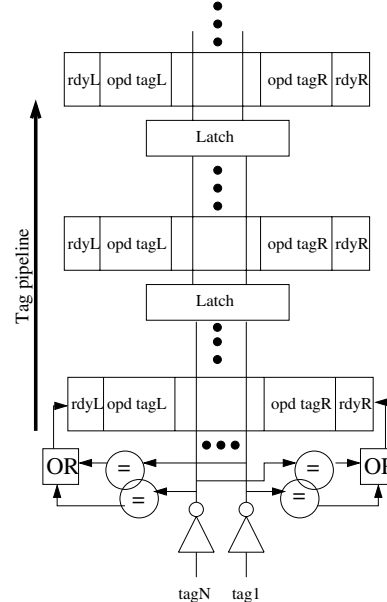 rdyL opd tagL opd tagR rdyR
Latch
rdyL opd tagL opd tagR rdyR
Latch
Tag pipeline
rdyL opd tagL opd tagR rdyR
OR = = OR
= =
tagN tag1